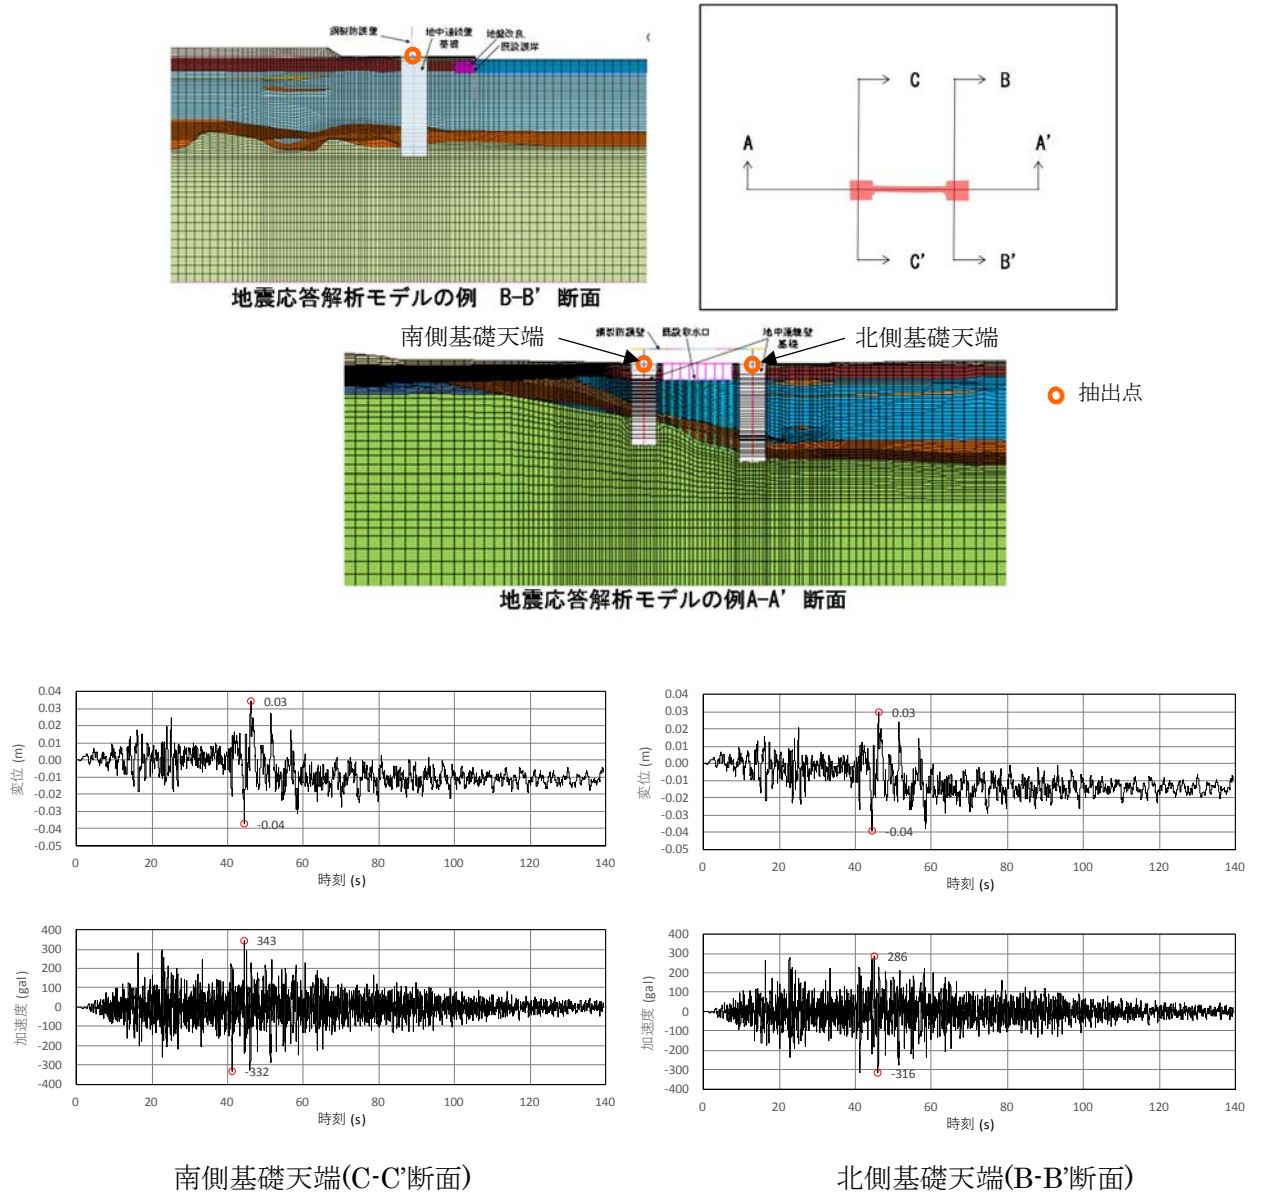 鋼製防護壁
地中連続壁
基礎
地盤改良
既設護岸
地震応答解析モデルの例 B-B’ 断面
C
B
A
A’
C’
B’
南側基礎天端
鋼製防護壁
既設取水口
地中連続壁
基礎
北側基礎天端
抽出点
地震応答解析モデルの例A-A’ 断面
0.04
0.03
0.02
0.01
0.00
-0.01
-0.02
-0.03
-0.04
-0.05
変位 (m)
0.03
-0.04
0 20 40 60 80 100 120 140
時刻 (s)
0.04
0.03
0.02
0.01
0.00
-0.01
-0.02
-0.03
-0.04
-0.05
変位 (m)
0.03
-0.04
0 20 40 60 80 100 120 140
時刻 (s)
400
300
200
100
0
-100
-200
-300
-400
加速度 (gal)
343
-332
0 20 40 60 80 100 120 140
時刻 (s)
400
300
200
100
0
-100
-200
-300
-400
加速度 (gal)
286
-316
0 20 40 60 80 100 120 140
時刻 (s)
南側基礎天端(C-C’断面)
北側基礎天端(B-B’断面)